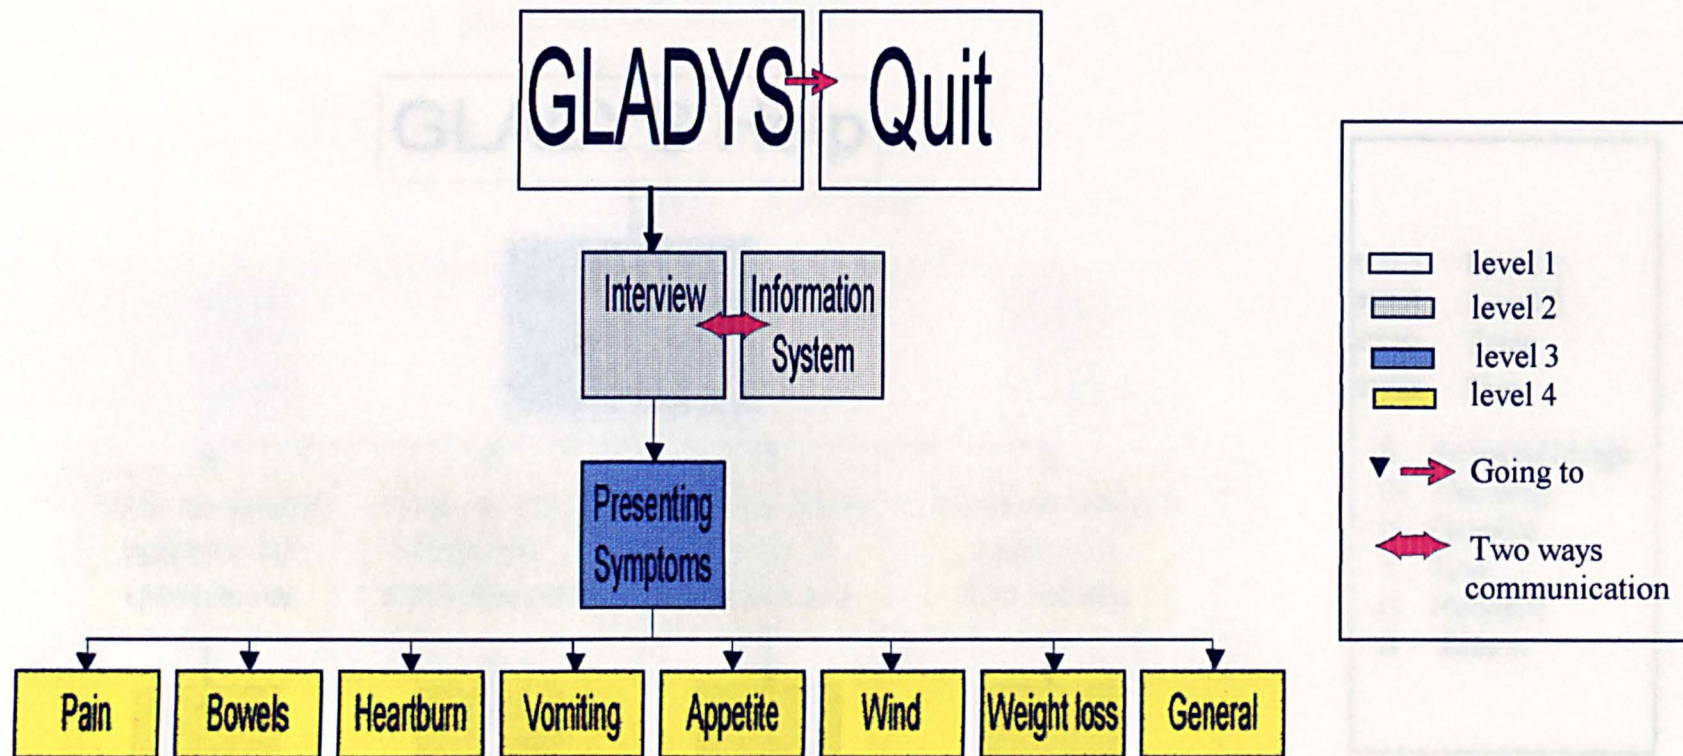 GLADYS
Quit
Interview
Information
System
Presenting
Symptoms
Pain
Bowels
Heartburn
Vomiting
Appetite
Wind
Weight loss
General
level 1
level 2
level 3
level 4
Going to
Two ways
communication